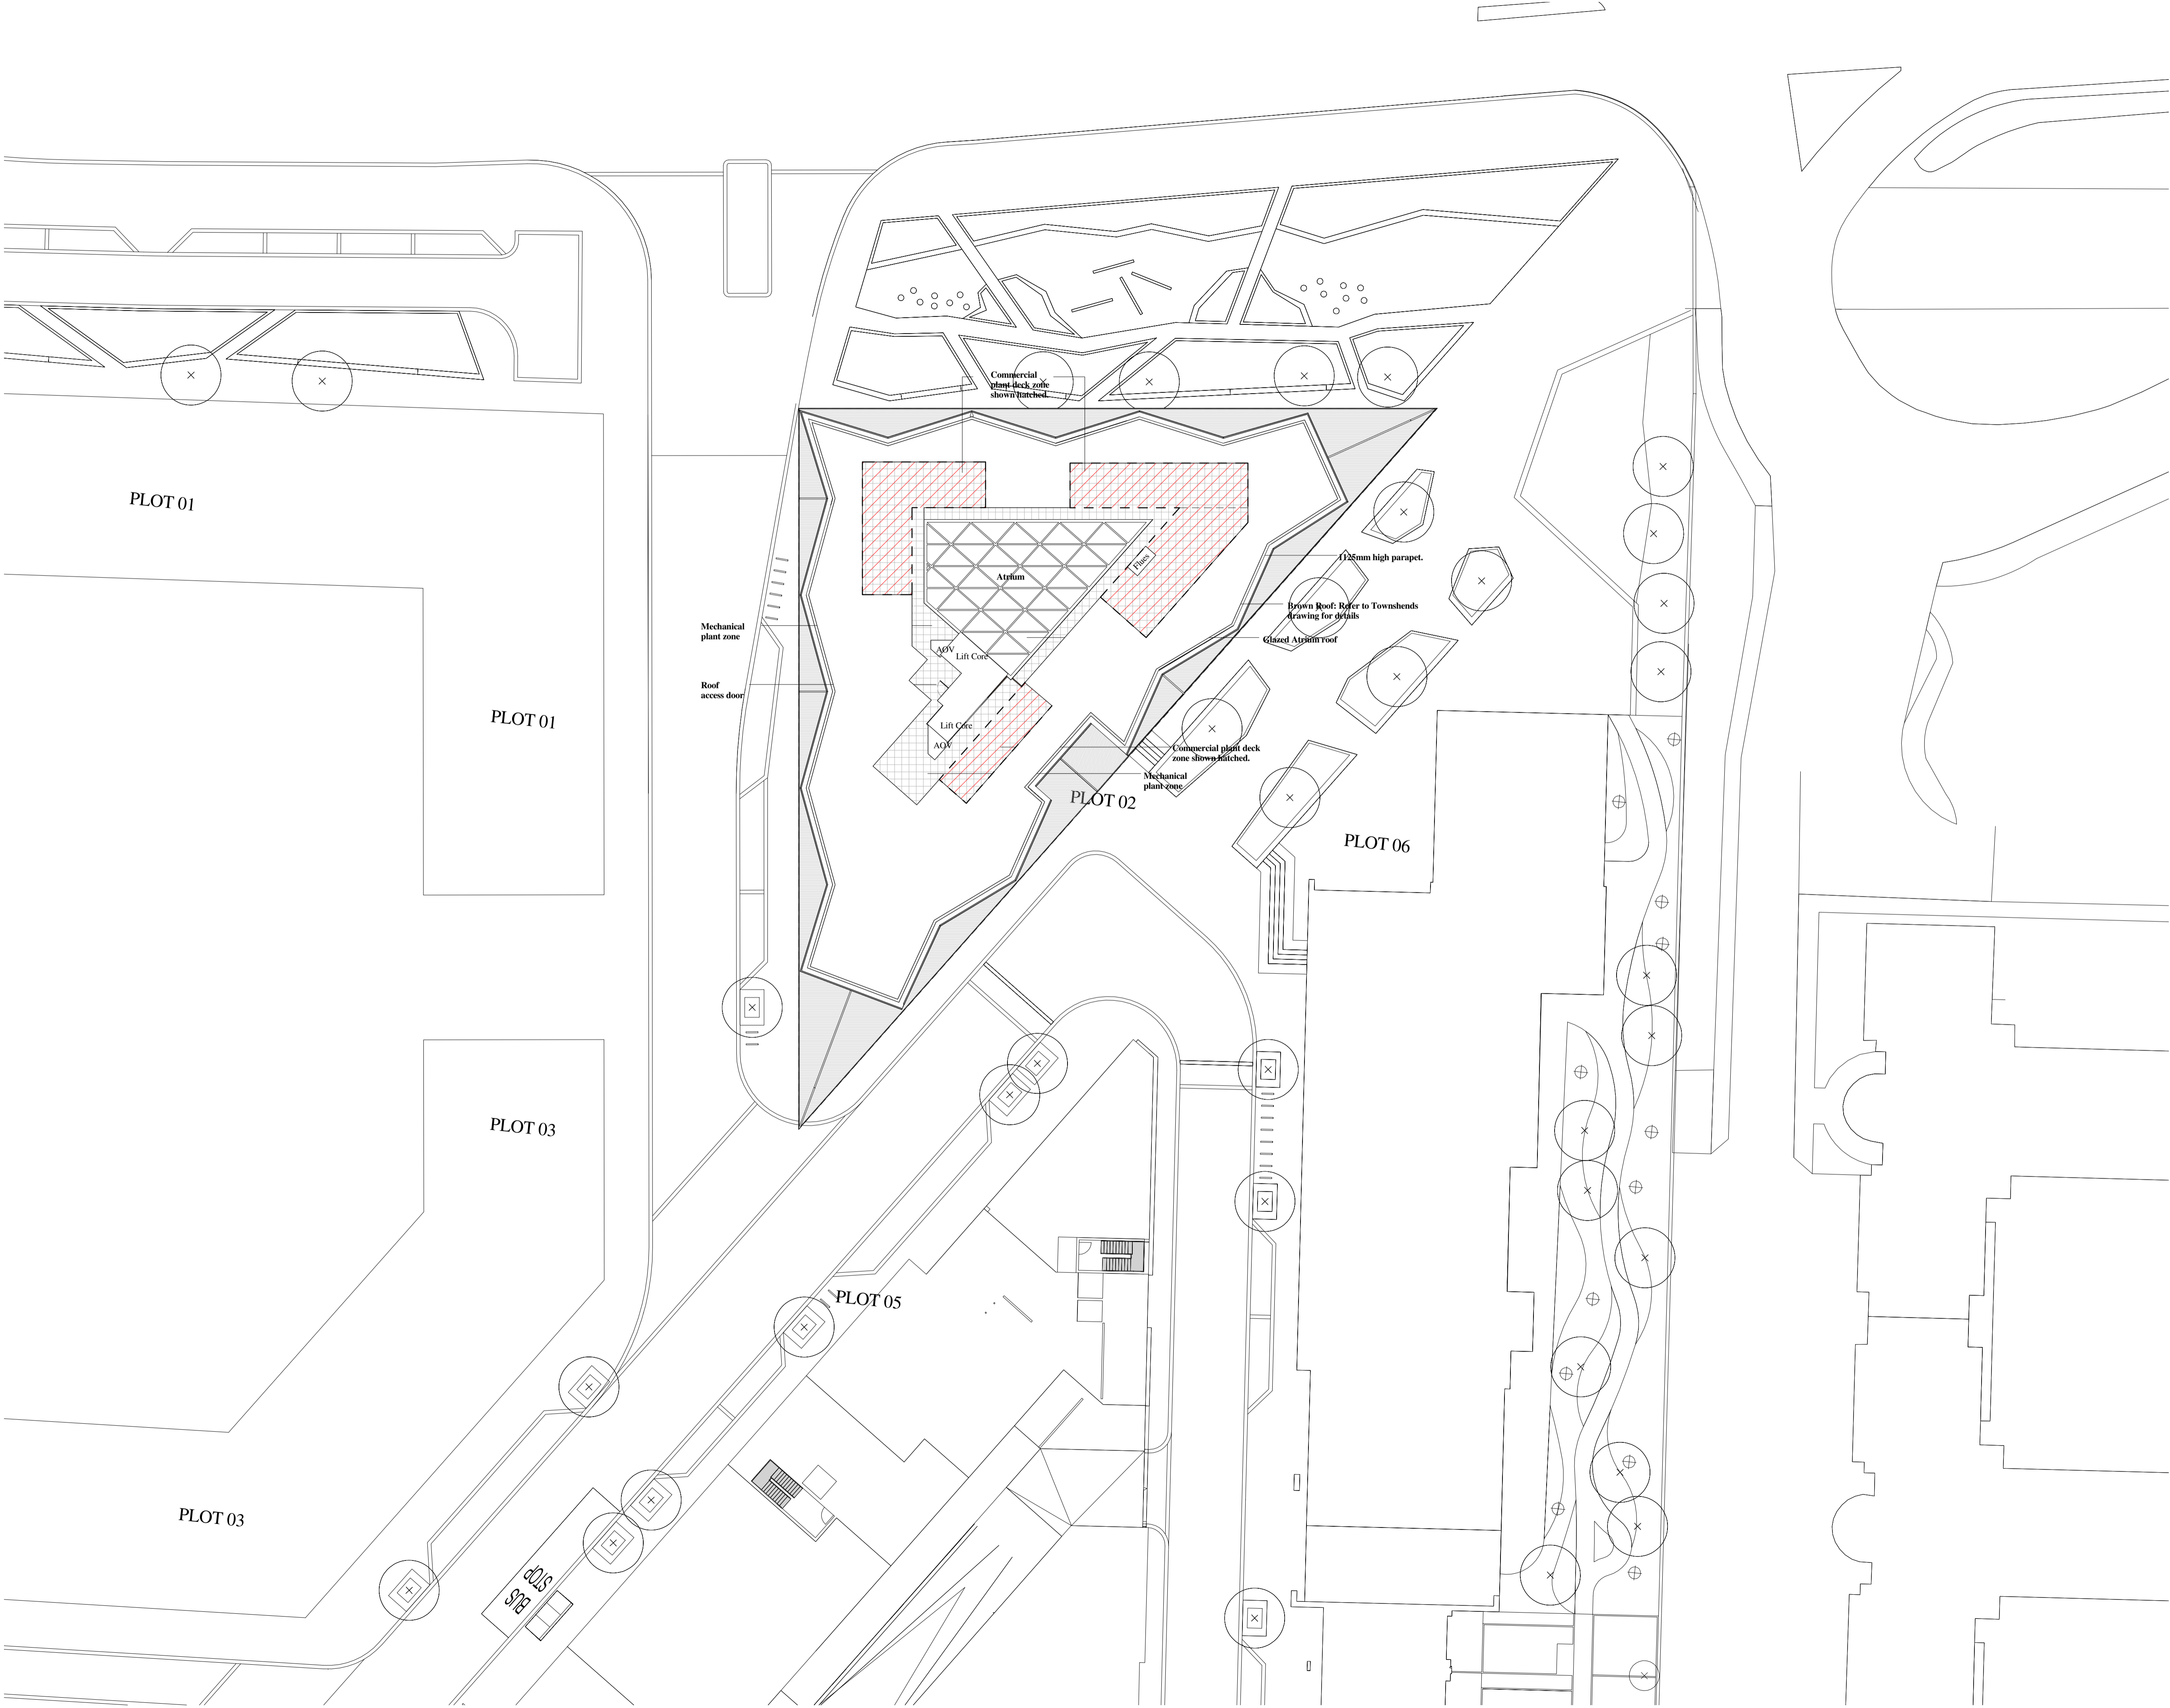 Commercial
plant deck zone
shown hatched.
PLOT 01
1125mm high parapet.
Flues
Atrium
Brown Roof: Refer to Townshends
drawing for details
Mechanical
plant zone
Glazed Atrium roof
AOV
Lift Core
Roof
access door
PLOT 01
Lift Core
AOV
Commercial plant deck
zone shown hatched.
Mechanical
plant zone
PLOT 02
PLOT 06
PLOT 03
PLOT 05
PLOT 03
BUS
STOP